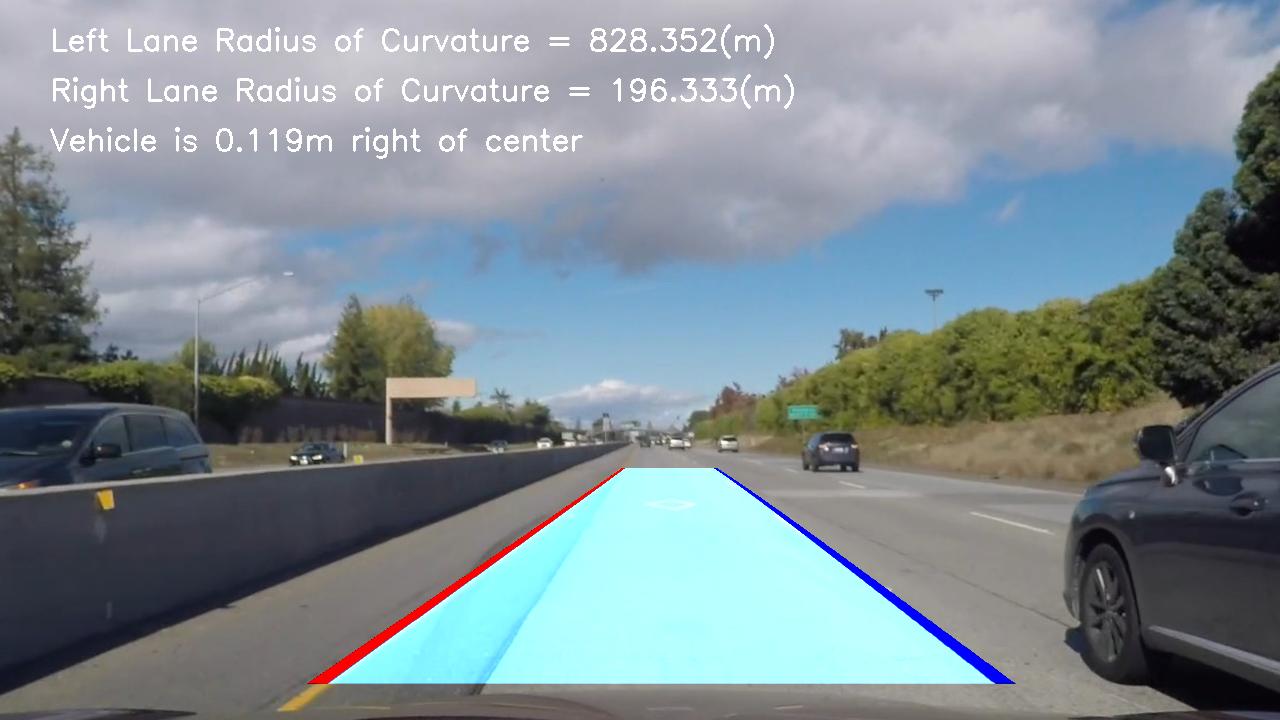 Left Lane Radius of Curvature = 828.352(m)
Right Lane Radius of Curvature = 196.333(m)
Vehicle is 0.119m right of center